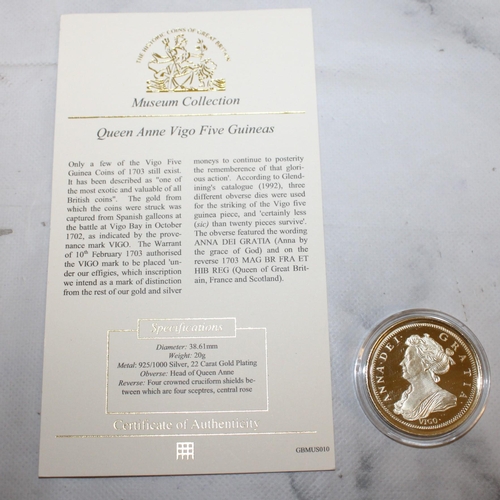 THE HISTORIC COINS OF GREAT BRITAIN
Museum Collection
Queen Anne Vigo Five Guineas
Only a few of the Vigo Five
Guinea Coins of 1703 still exist.
It has been described as "one of
the most exotic and valuable of all
British coins". The gold from
which the coins were struck was
captured from Spanish galleons at
the battle at Vigo Bay in October
1702, as indicated by the prove-
nance mark VIGO. The Warrant
of 10th February 1703 authorised
the VIGO mark to be placed 'un-
der our effigies, which inscription
we intend as a mark of distinction
from the rest of our gold and silver
moneys to continue to posterity
the remembrance of that glori-
ous action'. According to Glend-
ining's catalogue (1992), three
different obverse dies were used
for the striking of the Vigo five
guinea piece, and 'certainly less
(sic) than twenty pieces survive'.
The obverse featured the wording
ANNA DEI GRATIA (Anna by
the grace of God) and on the
reverse 1703 MAG BR FRA ET
HIB REG (Queen of Great Brit-
ain, France and Scotland).
Specifications
Diameter: 38.61mm
Weight: 20g
Metal: 925/1000 Silver, 22 Carat Gold Plating
Obverse: Head of Queen Anne
Reverse: Four crowned cruciform shields be-
tween which are four sceptres, central rose
Certificate of Authenticity
GBMUS010
ANNA·DEI· GRATIA·
VIGO